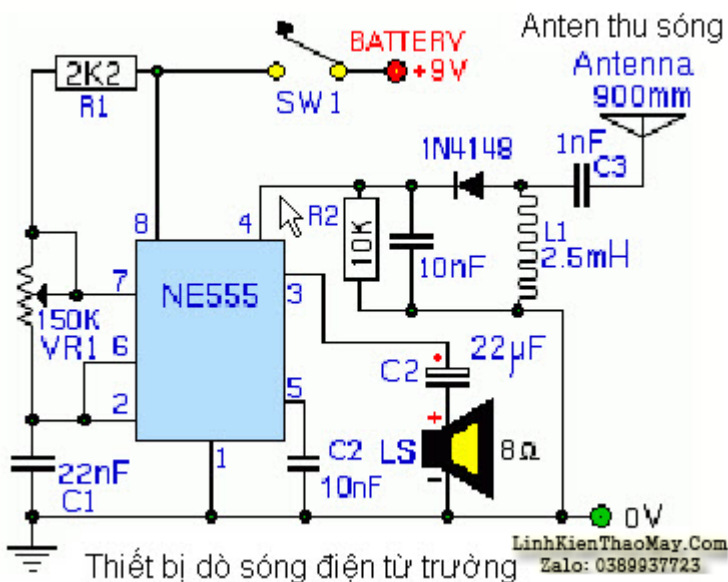 Anten thu sóng
BATTERY
+9V
Antenna
900mm
2K2
R1
SW1
1N4148
1nF
C3
8
4
R2
10K
10nF
L1
2.5mH
NE555
7
3
150K
VR1
6
22µF
C2
2
5
+
LS
8Ω
1
C2
10nF
-
22nF
C1
0V
Thiết bị dò sóng điện từ trường
LinhKienThaoMay.Com
Zalo: 0389937723